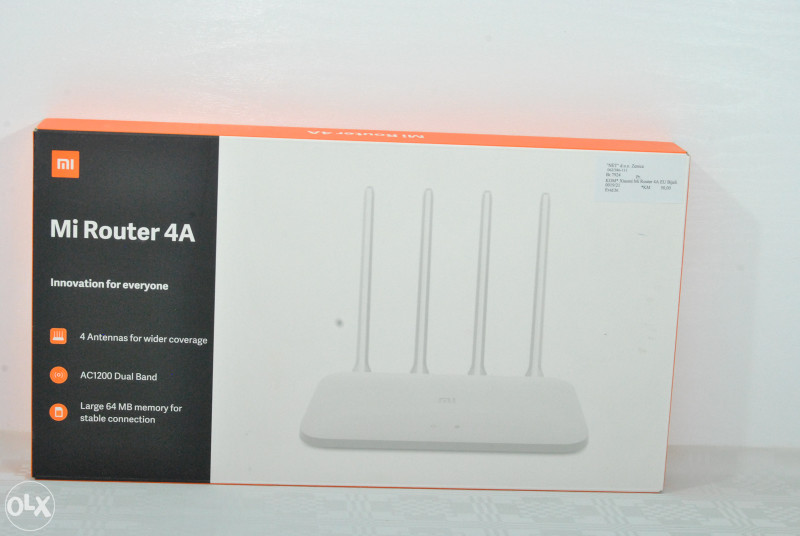 Mi Router 4A
mi
Mi Router 4A
Innovation for everyone
4 Antennas for wider coverage
AC1200 Dual Band
Large 64 MB memory for
stable connection
mi
OLX